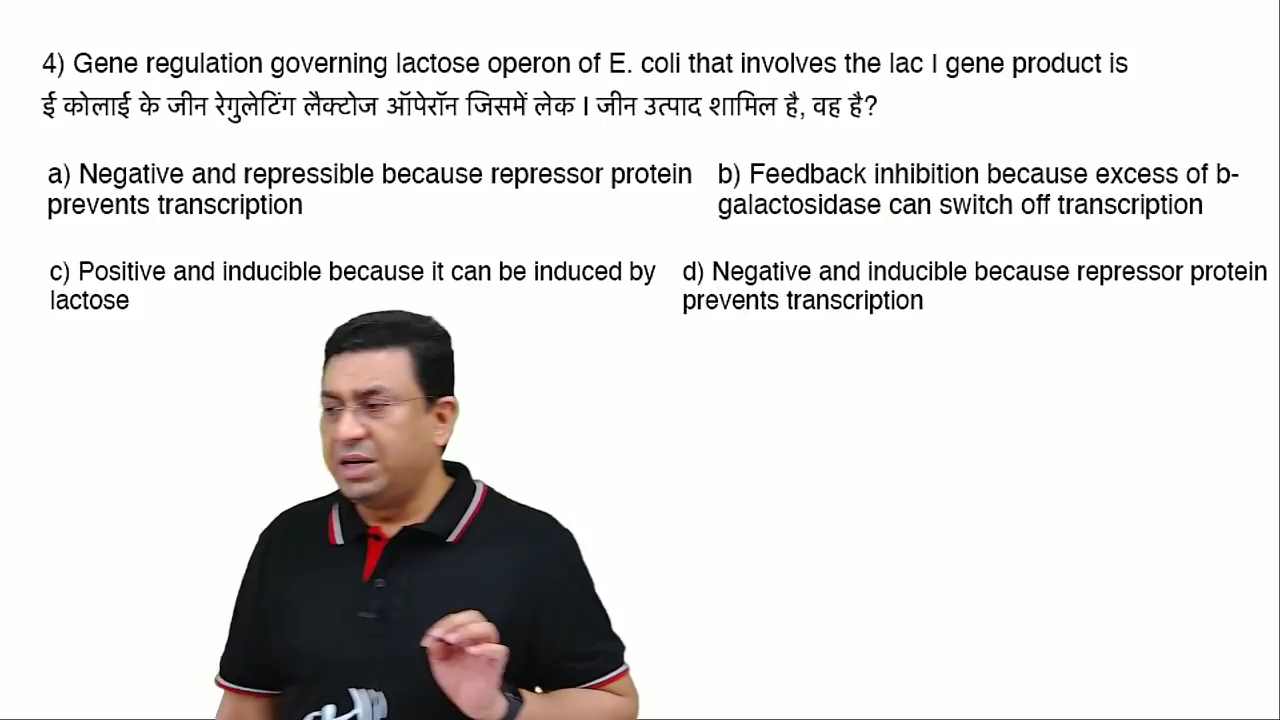 4) Gene regulation governing lactose operon of E. coli that involves the lac I gene product is
ई कोलाई के जीन रेगुलेटिंग लैक्टोज ऑपेरॉन जिसमें लेक I जीन उत्पाद शामिल है, वह है?
a) Negative and repressible because repressor protein
prevents transcription
b) Feedback inhibition because excess of b-
galactosidase can switch off transcription
c) Positive and inducible because it can be induced by
lactose
d) Negative and inducible because repressor protein
prevents transcription